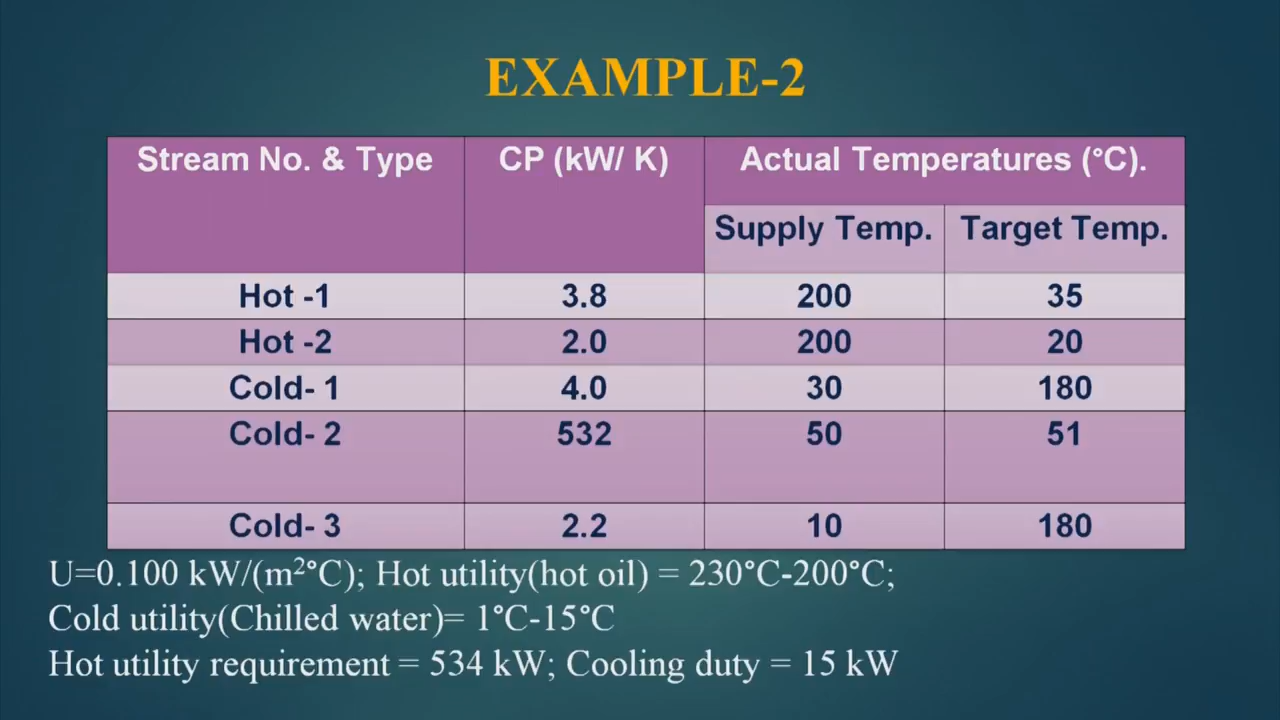 EXAMPLE-2
Stream No. & Type CP (kW/ K) Actual Temperatures (°C).
Supply Temp. Target Temp.
Hot -1 3.8 200 35
Hot -2 2.0 200 20
Cold- 1 4.0 30 180
Cold- 2 532 50 51
Cold- 3 2.2 10 180
U=0.100 kW/(m²°C); Hot utility(hot oil) = 230°C-200°C;
Cold utility(Chilled water)= 1°C-15°C
Hot utility requirement = 534 kW; Cooling duty = 15 kW